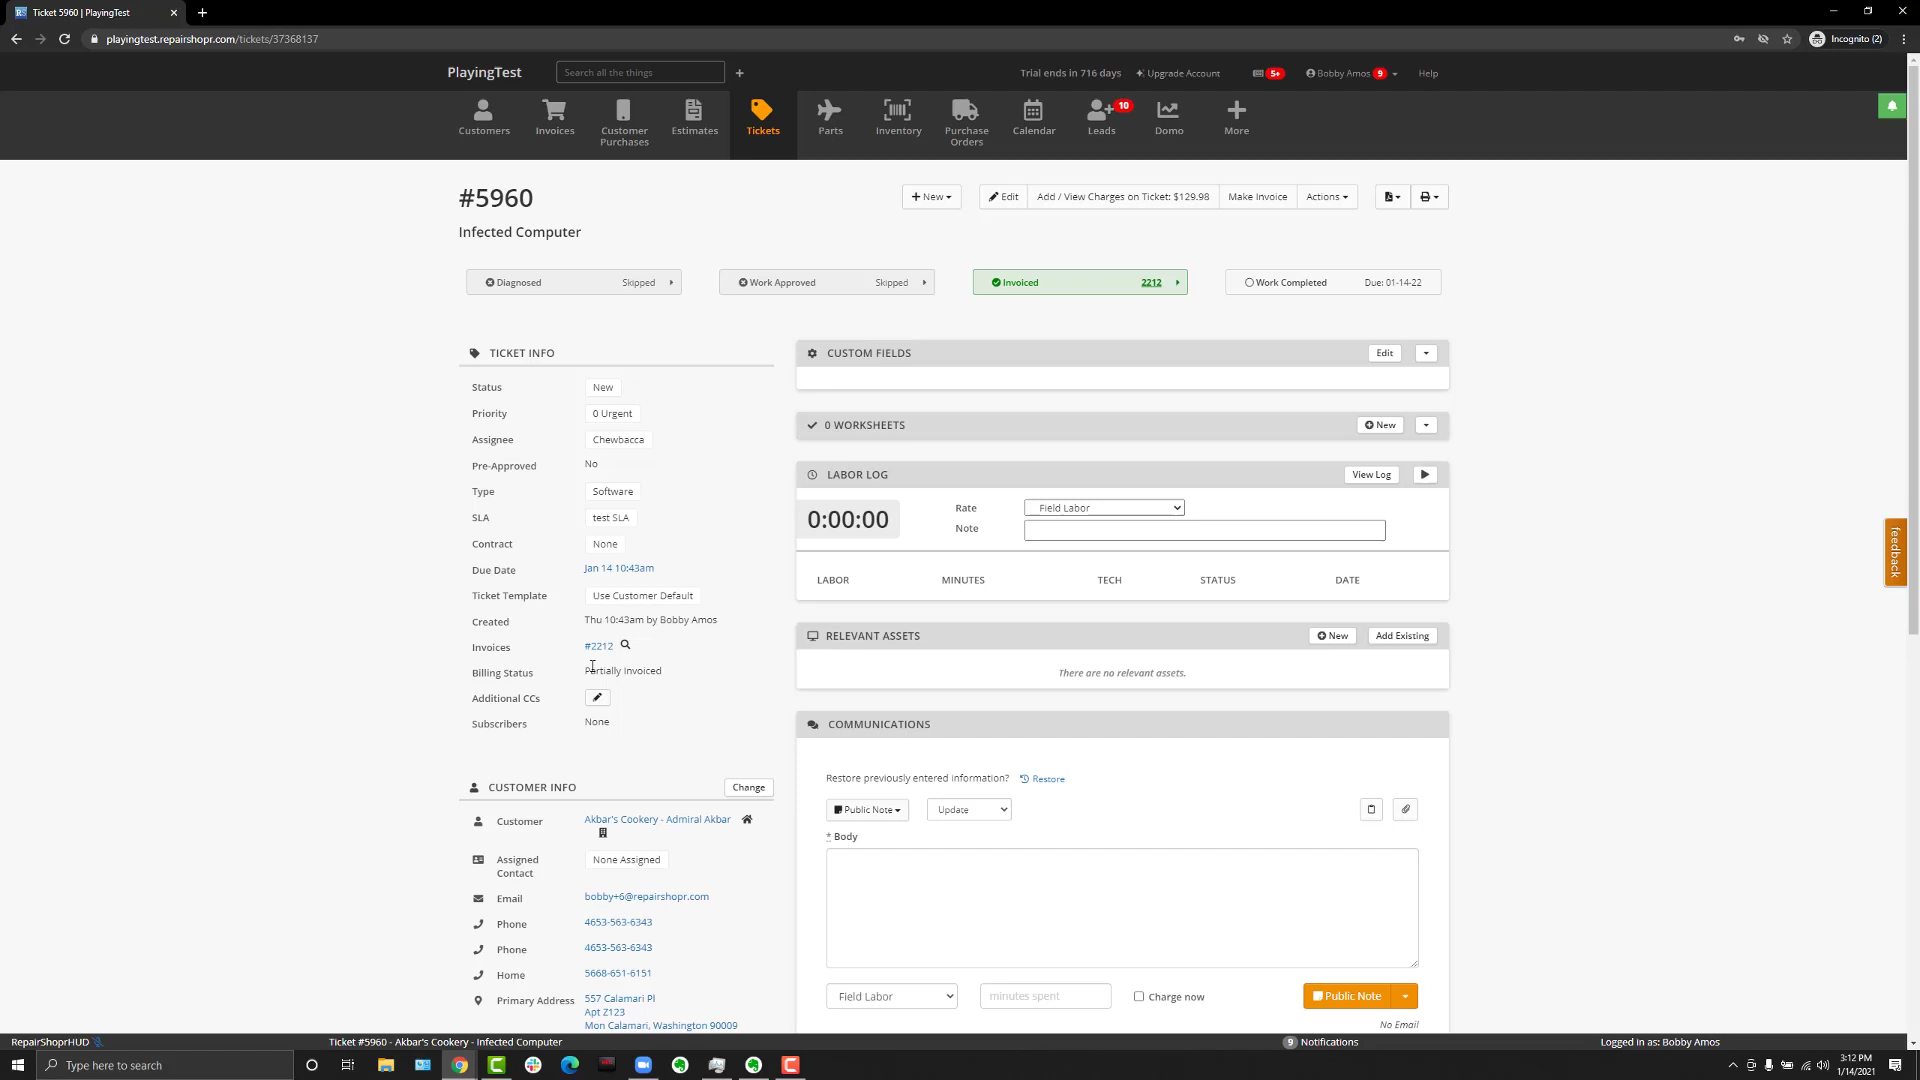 Ticket 5960 | PlayingTest
playingtest.repairshopr.com/tickets/37368137
Incognito (2)
PlayingTest
Search all the things
Trial ends in 716 days
Upgrade Account
5+
Bobby Amos 9
Help
Customers
Invoices
Customer Purchases
Estimates
Tickets
Parts
Inventory
Purchase Orders
Calendar
Leads
10
Domo
More
#5960
New
Edit
Add / View Charges on Ticket: $129.98
Make Invoice
Actions
Infected Computer
Diagnosed Skipped
Work Approved Skipped
Invoiced 2212
Work Completed Due: 01-14-22
TICKET INFO
Status New
Priority 0 Urgent
Assignee Chewbacca
Pre-Approved No
Type Software
SLA test SLA
Contract None
Due Date Jan 14 10:43am
Ticket Template Use Customer Default
Created Thu 10:43am by Bobby Amos
Invoices #2212
Billing Status Partially Invoiced
Additional CCs
Subscribers None
CUSTOMER INFO Change
Customer Akbar's Cookery - Admiral Akbar
Assigned Contact None Assigned
Email bobby+6@repairshopr.com
Phone 4653-563-6343
Phone 4653-563-6343
Home 5668-651-6151
Primary Address 557 Calamari Pl
Apt Z123
Mon Calamari, Washington 90009
CUSTOM FIELDS Edit
0 WORKSHEETS New
LABOR LOG View Log
0:00:00
Rate Field Labor
Note
LABOR MINUTES TECH STATUS DATE
RELEVANT ASSETS New Add Existing
There are no relevant assets.
COMMUNICATIONS
Restore previously entered information? Restore
Public Note Update
* Body
Field Labor minutes spent Charge now Public Note
No Email
feedback
RepairShoprHUD
Ticket #5960 - Akbar's Cookery - Infected Computer
9 Notifications
Logged in as: Bobby Amos
Type here to search
3:12 PM
1/14/2021